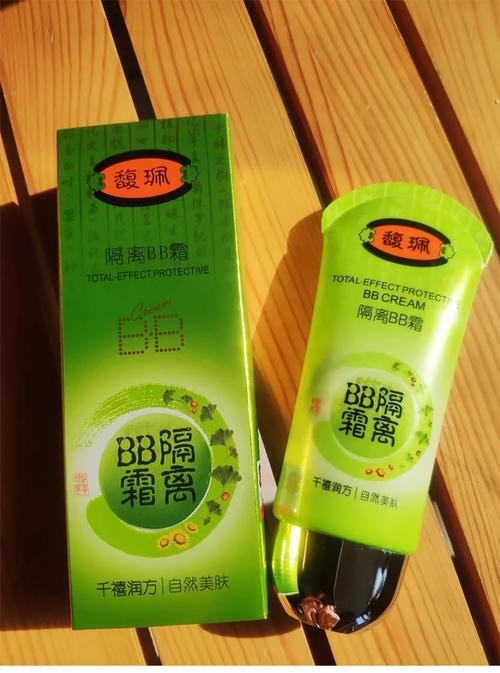 馥珮
隔离BB霜
TOTAL-EFFECT PROTECTIVE
Cream
BB
隔离
BB霜
千禧润方|自然美肤
馥珮
TOTAL-EFFECT PROTECTIVE
BB CREAM
隔离BB霜
隔离
BB霜
千禧润方|自然美肤